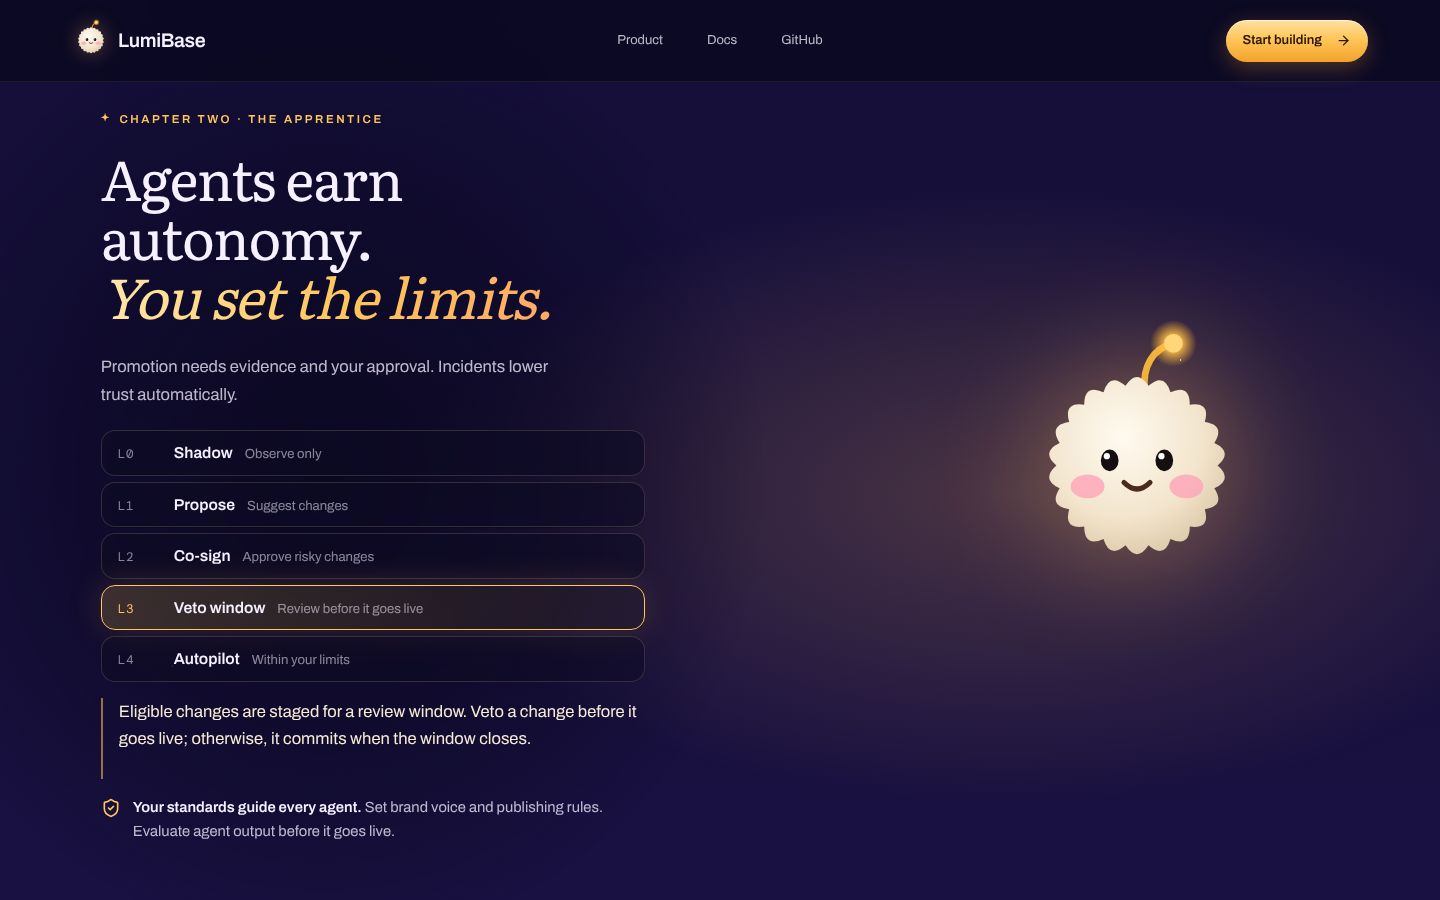 LumiBase
Product
Docs
GitHub
Start building
CHAPTER TWO · THE APPRENTICE
Agents earn
autonomy.
You set the limits.
Promotion needs evidence and your approval. Incidents lower
trust automatically.
L0 Shadow Observe only
L1 Propose Suggest changes
L2 Co-sign Approve risky changes
L3 Veto window Review before it goes live
L4 Autopilot Within your limits
Eligible changes are staged for a review window. Veto a change before it
goes live; otherwise, it commits when the window closes.
Your standards guide every agent. Set brand voice and publishing rules.
Evaluate agent output before it goes live.